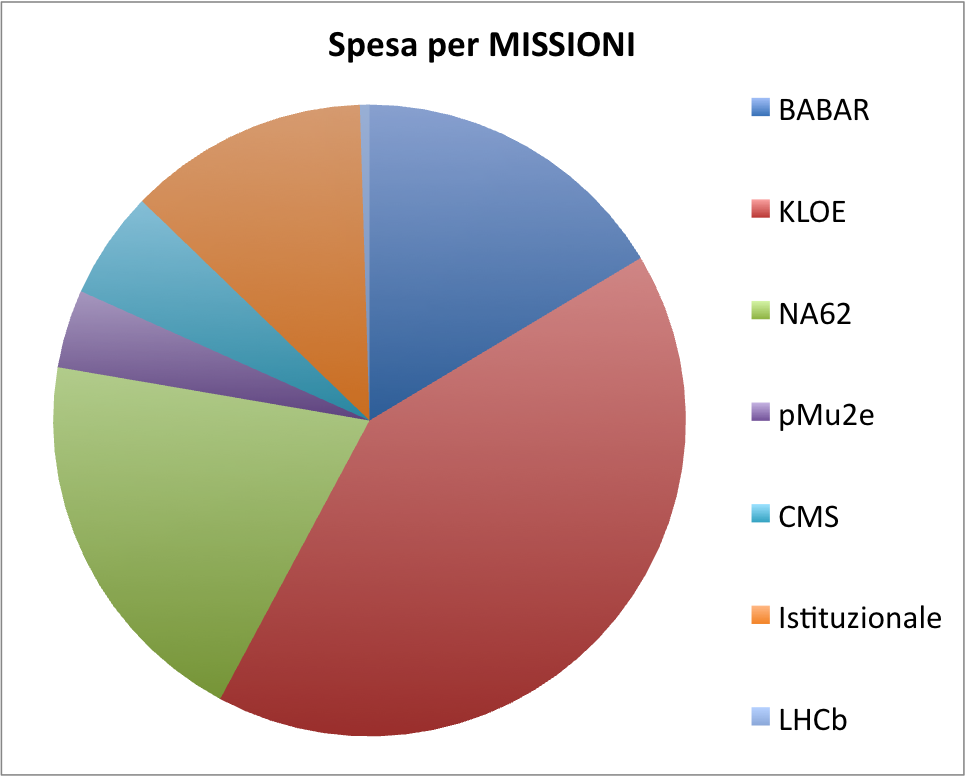 Spesa per MISSIONI
BABAR
KLOE
NA62
pMu2e
CMS
Istituzionale
LHCb